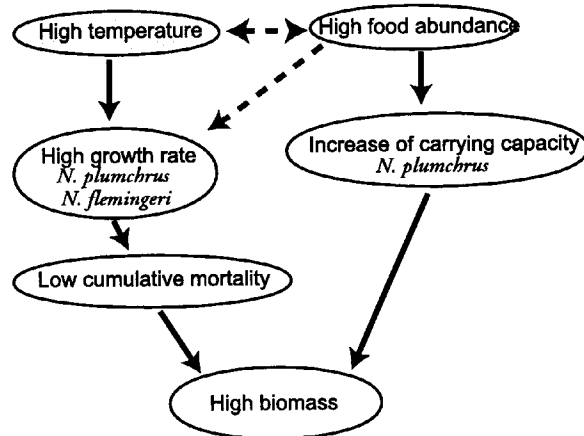 High temperature
High food abundance
High growth rate
N. plumchrus
N. flemingeri
Increase of carrying capacity
N. plumchrus
Low cumulative mortality
High biomass